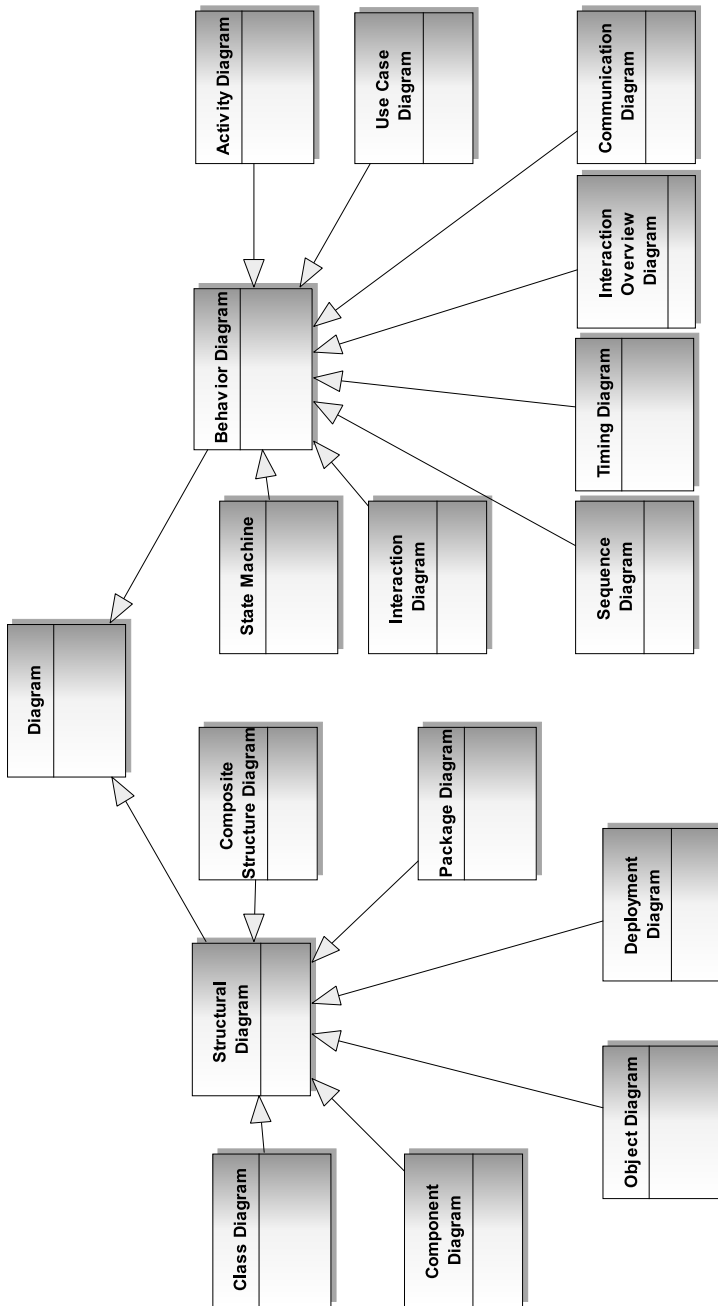 Diagram
Structural
Diagram
Behavior Diagram
Class Diagram
Composite
Structure Diagram
State Machine
Activity Diagram
Component
Diagram
Package Diagram
Interaction
Diagram
Use Case
Diagram
Object Diagram
Deployment
Diagram
Sequence
Diagram
Timing Diagram
Interaction
Overview
Diagram
Communication
Diagram